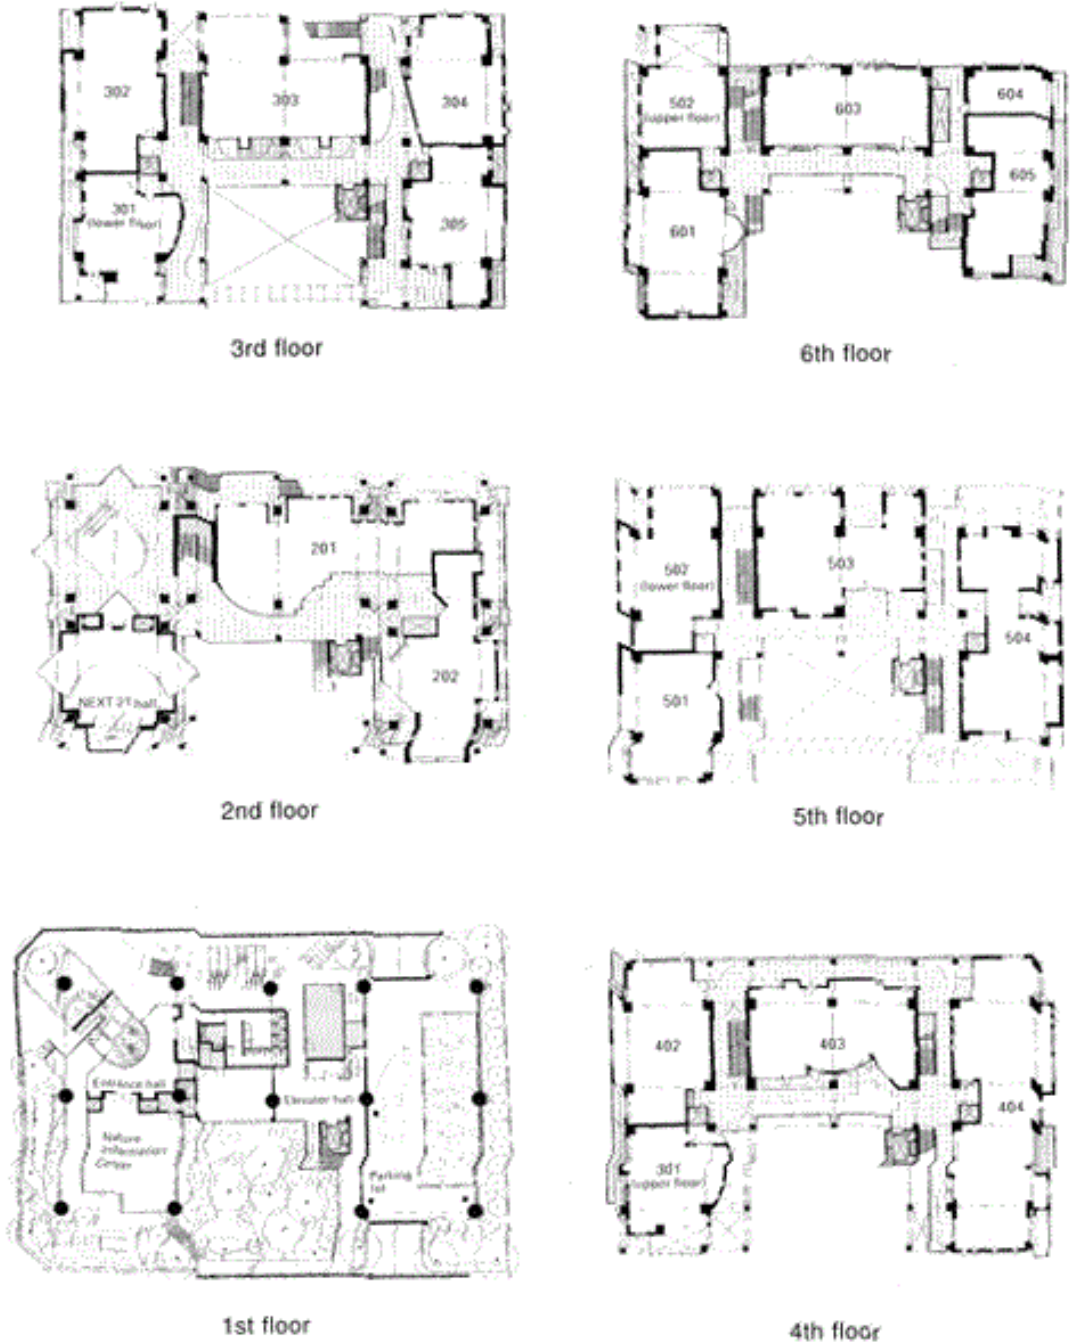 302
303
304
301
(lower floor)
305
3rd floor
502
(upper floor)
603
604
605
601
6th floor
201
202
NEXT 21 hall
2nd floor
502
(lower floor)
503
504
501
5th floor
Entrance hall
Elevator hall
Nature
Information
Center
Parking
lot
1st floor
402
403
404
301
(upper floor)
4th floor